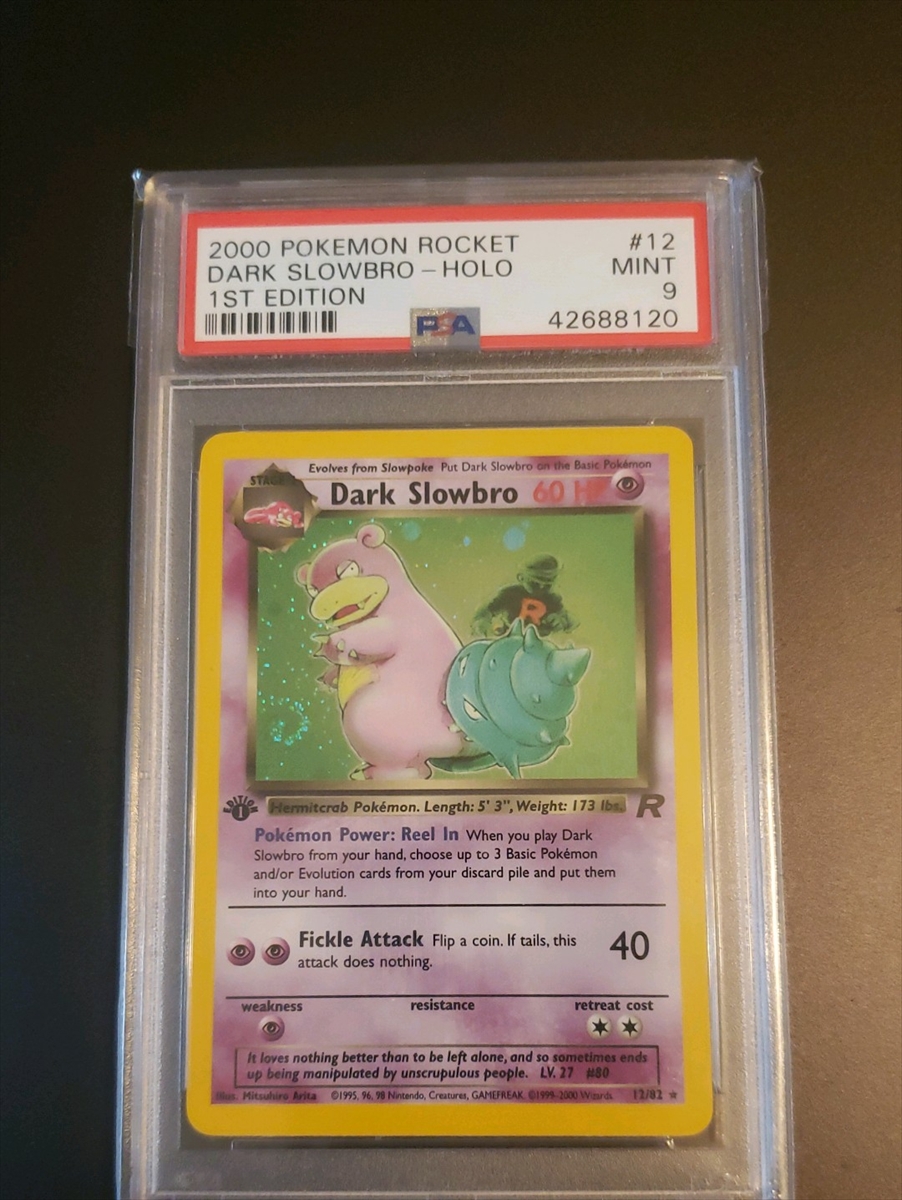 2000 POKEMON ROCKET #12
DARK SLOWBRO – HOLO MINT
1ST EDITION 9
PSA 42688120
Evolves from Slowpoke Put Dark Slowbro on the Basic Pokémon
STAGE
Dark Slowbro 60 HP
R
EDITION 1
Hermitcrab Pokémon. Length: 5' 3", Weight: 173 lbs.
R
Pokémon Power: Reel In When you play Dark
Slowbro from your hand, choose up to 3 Basic Pokémon
and/or Evolution cards from your discard pile and put them
into your hand.
Fickle Attack Flip a coin. If tails, this 40
attack does nothing.
weakness resistance retreat cost
It loves nothing better than to be left alone, and so sometimes ends
up being manipulated by unscrupulous people. LV. 27 #80
Illus. Mitsuhiro Arita ©1995, 96, 98 Nintendo, Creatures, GAMEFREAK. ©1999-2000 Wizards. 12/82 ★